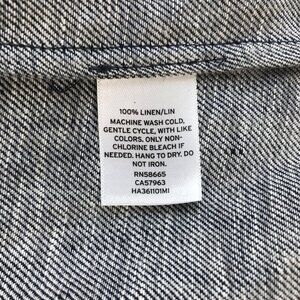 100% LINEN/LIN
MACHINE WASH COLD,
GENTLE CYCLE, WITH LIKE
COLORS. ONLY NON-
CHLORINE BLEACH IF
NEEDED. HANG TO DRY. DO
NOT IRON.
RN58665
CA57963
HA361101M1